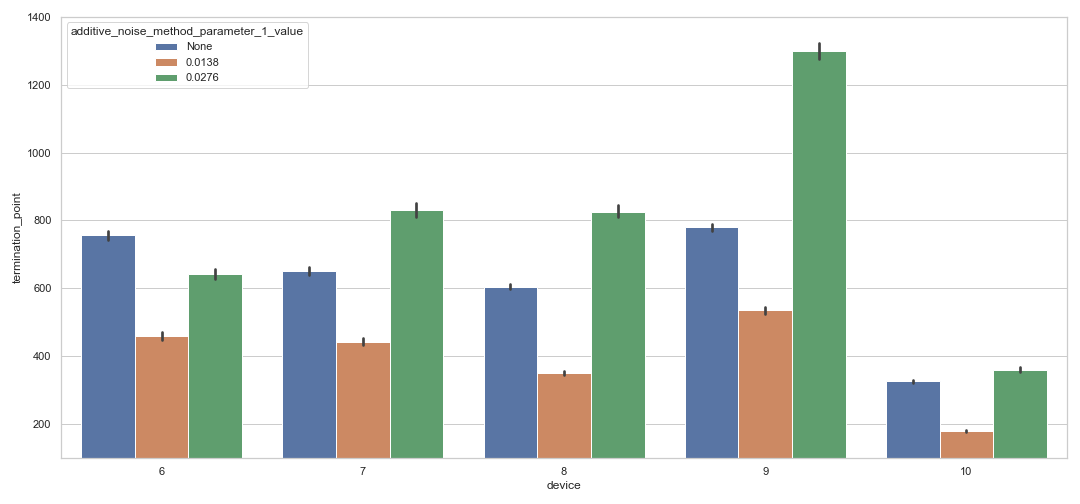 additive_noise_method_parameter_1_value
None
0.0138
0.0276
termination_point
1400
1200
1000
800
600
400
200
6 7 8 9 10
device